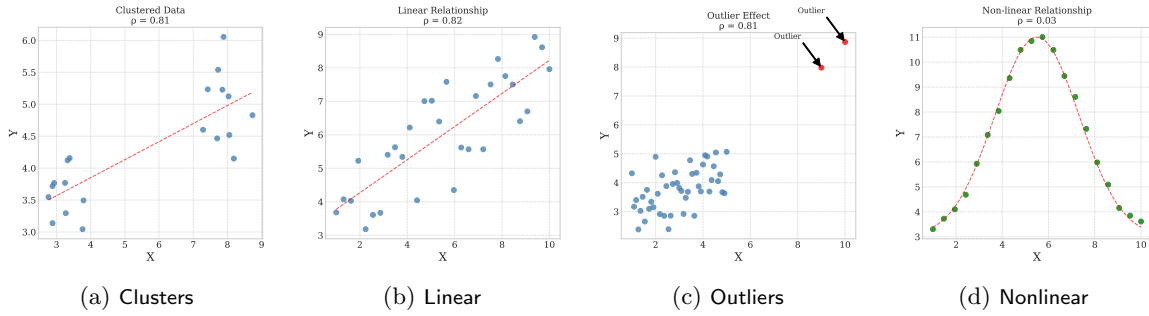 Clustered Data
ρ = 0.81
6.0
5.5
5.0
4.5
4.0
3.5
3.0
Y
3 4 5 6 7 8 9
X
(a) Clusters
Linear Relationship
ρ = 0.82
9
8
7
6
5
4
3
Y
2 4 6 8 10
X
(b) Linear
Outlier Effect
ρ = 0.81
Outlier
Outlier
9
8
7
6
5
4
3
Y
2 4 6 8 10
X
(c) Outliers
Non-linear Relationship
ρ = 0.03
11
10
9
8
7
6
5
4
3
Y
2 4 6 8 10
X
(d) Nonlinear